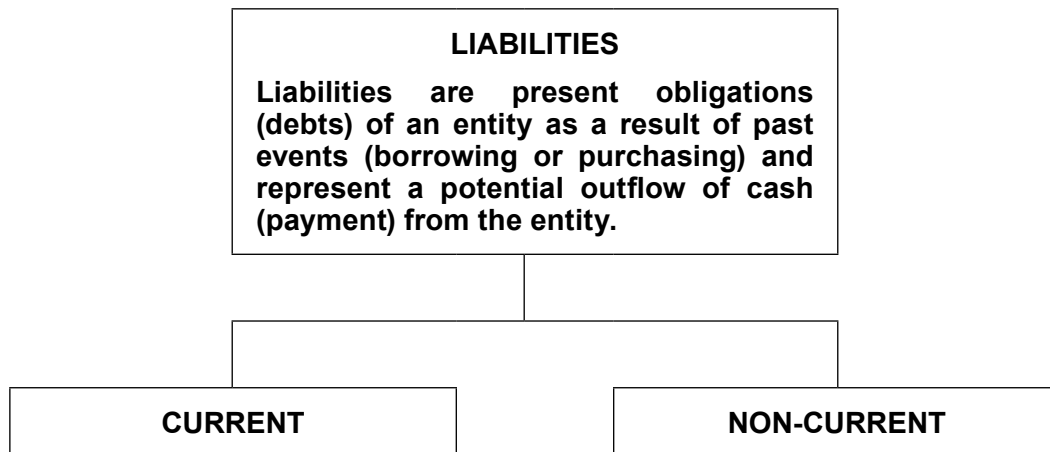 LIABILITIES
Liabilities are present obligations
(debts) of an entity as a result of past
events (borrowing or purchasing) and
represent a potential outflow of cash
(payment) from the entity.
CURRENT
NON-CURRENT